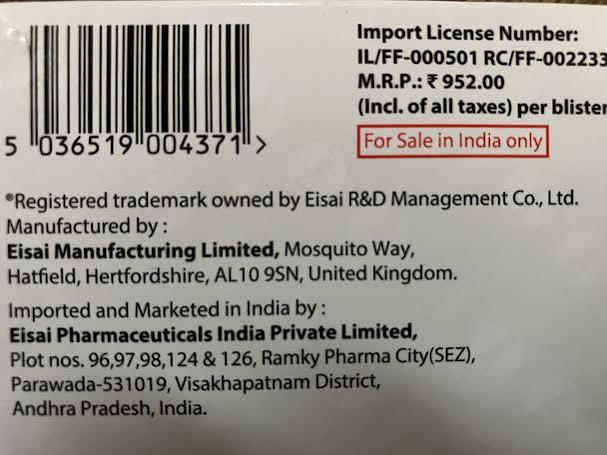 Import License Number:
IL/FF-000501 RC/FF-002233
M.R.P.: ₹ 952.00
(Incl. of all taxes) per blister
For Sale in India only
5 036519 004371 >
®Registered trademark owned by Eisai R&D Management Co., Ltd.
Manufactured by :
Eisai Manufacturing Limited, Mosquito Way,
Hatfield, Hertfordshire, AL10 9SN, United Kingdom.
Imported and Marketed in India by :
Eisai Pharmaceuticals India Private Limited,
Plot nos. 96,97,98,124 & 126, Ramky Pharma City(SEZ),
Parawada-531019, Visakhapatnam District,
Andhra Pradesh, India.